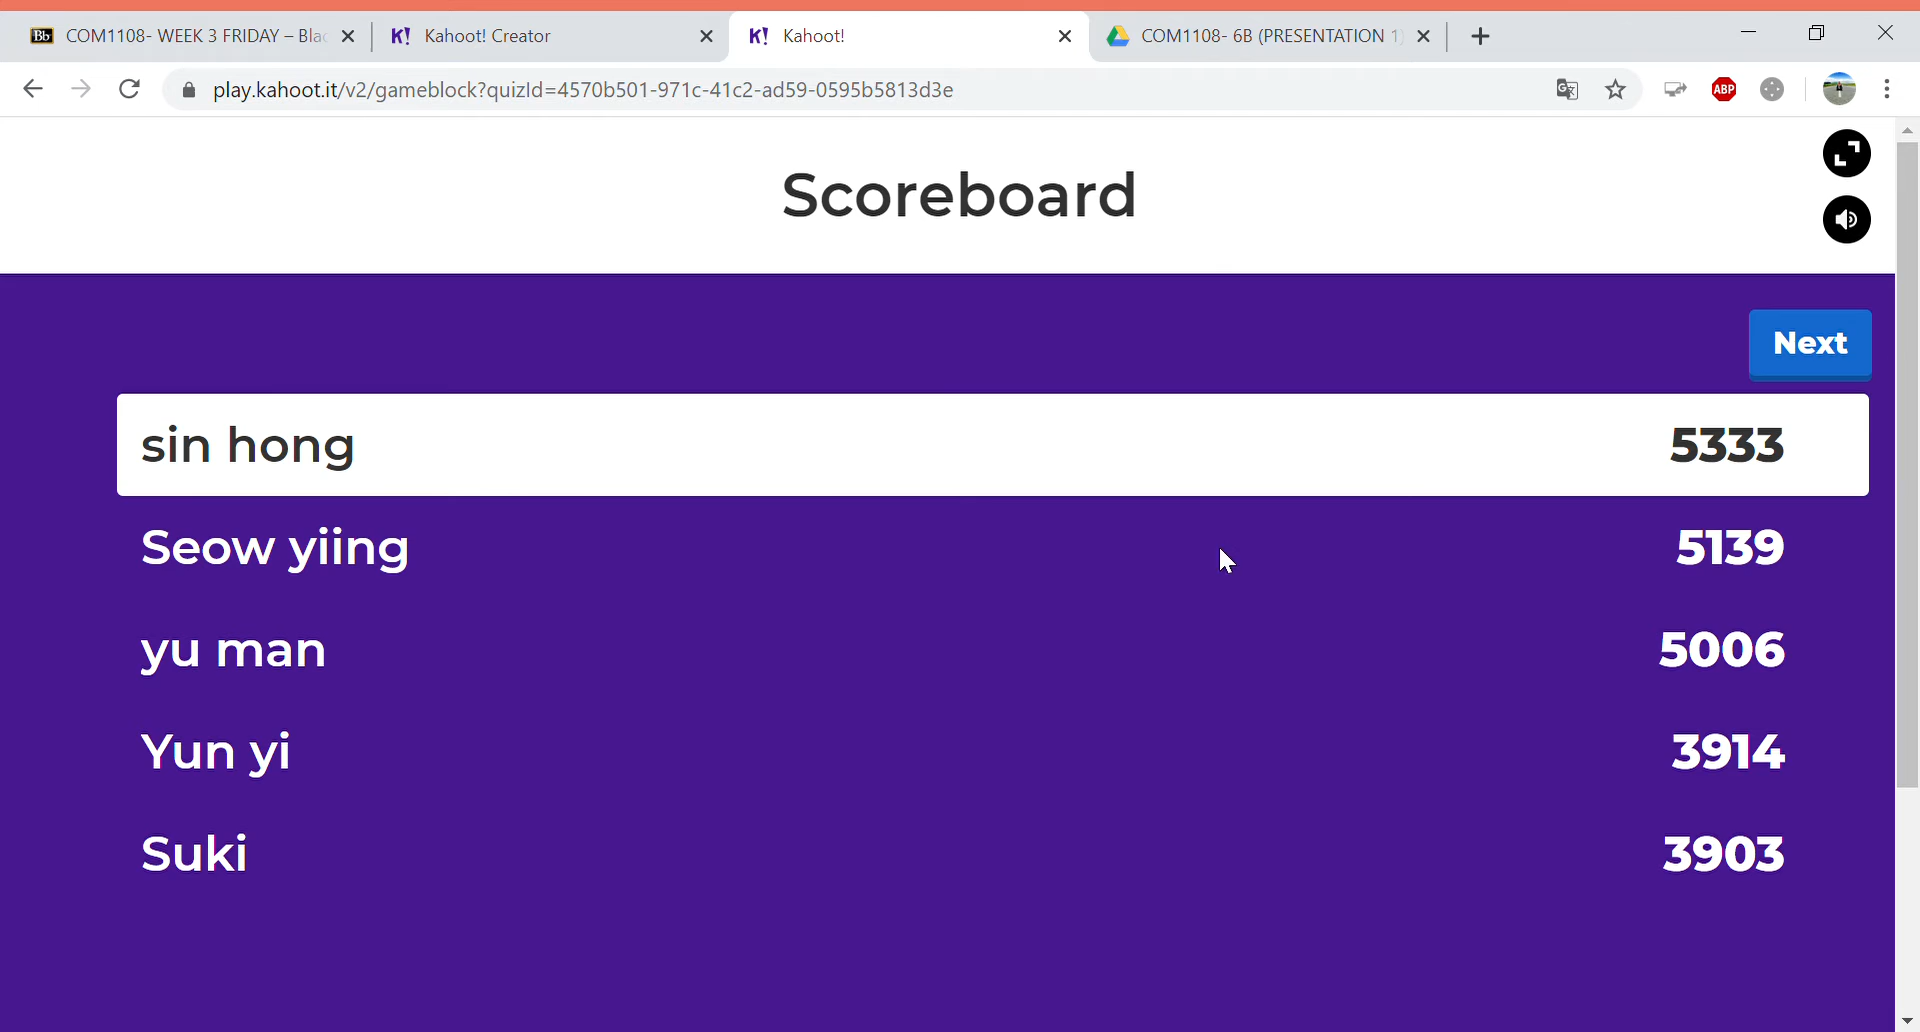 COM1108- WEEK 3 FRIDAY – Bla
K! Kahoot! Creator
K! Kahoot!
COM1108- 6B (PRESENTATION 1)
play.kahoot.it/v2/gameblock?quizId=4570b501-971c-41c2-ad59-0595b5813d3e
ABP
Scoreboard
Next
sin hong 5333
Seow yiing 5139
yu man 5006
Yun yi 3914
Suki 3903